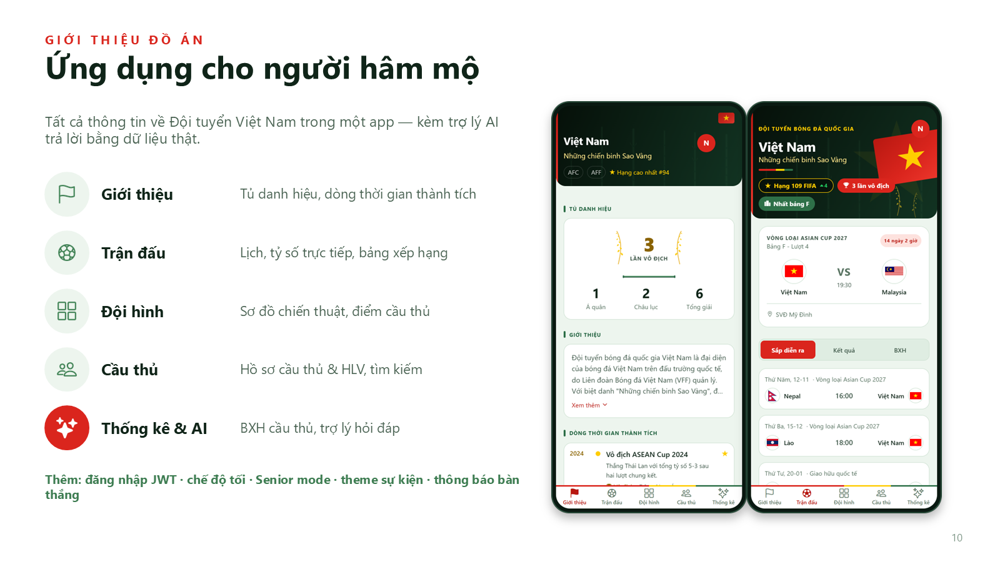 GIỚI THIỆU ĐỒ ÁN
Ứng dụng cho người hâm mộ
Tất cả thông tin về Đội tuyển Việt Nam trong một app — kèm trợ lý AI
trả lời bằng dữ liệu thật.
Giới thiệu
Tủ danh hiệu, dòng thời gian thành tích
Trận đấu
Lịch, tỷ số trực tiếp, bảng xếp hạng
Đội hình
Sơ đồ chiến thuật, điểm cầu thủ
Cầu thủ
Hồ sơ cầu thủ & HLV, tìm kiếm
Thống kê & AI
BXH cầu thủ, trợ lý hỏi đáp
Thêm: đăng nhập JWT · chế độ tối · Senior mode · theme sự kiện · thông báo bàn
thắng
Việt Nam
N
Những chiến binh Sao Vàng
AFC
AFF
Hạng cao nhất #94
TỦ DANH HIỆU
3
LẦN VÔ ĐỊCH
1
2
6
Á quân
Châu lục
Tổng giải
GIỚI THIỆU
Đội tuyển bóng đá quốc gia Việt Nam là đại diện
của bóng đá Việt Nam trên đấu trường quốc tế,
do Liên đoàn Bóng đá Việt Nam (VFF) quản lý.
Với biệt danh "Những chiến binh Sao Vàng", đ...
Xem thêm
DÒNG THỜI GIAN THÀNH TÍCH
2024
Vô địch ASEAN Cup 2024
Thắng Thái Lan với tổng tỷ số 5-3 sau
hai lượt chung kết.
Giới thiệu
Trận đấu
Đội hình
Cầu thủ
Thống kê
ĐỘI TUYỂN BÓNG ĐÁ QUỐC GIA
N
Việt Nam
Những chiến binh Sao Vàng
Hạng 109 FIFA
4
3 lần vô địch
Nhất bảng F
VÒNG LOẠI ASIAN CUP 2027
14 ngày 2 giờ
Bảng F - Lượt 4
VS
19:30
Việt Nam
Malaysia
SVĐ Mỹ Đình
Sắp diễn ra
Kết quả
BXH
Thứ Năm, 12-11 · Vòng loại Asian Cup 2027
Nepal
16:00
Việt Nam
Thứ Ba, 15-12 · Vòng loại Asian Cup 2027
Lào
18:00
Việt Nam
Thứ Tư, 20-01 · Giao hữu quốc tế
Giới thiệu
Trận đấu
Đội hình
Cầu thủ
Thống kê
10